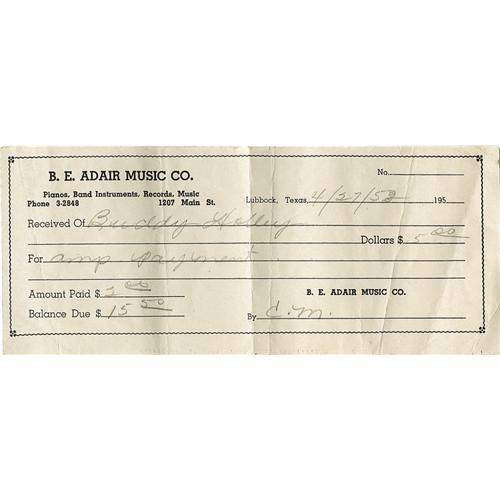 No.
B. E. ADAIR MUSIC CO.
Pianos, Band Instruments, Records, Music
Phone 3-2848 1207 Main St.
Lubbock, Texas, 4/27/53 195
Received Of Buddy Holley
Dollars $ 5 00
For amp payment
Amount Paid $ 5 00
B. E. ADAIR MUSIC CO.
Balance Due $ 15 50
By C. M.